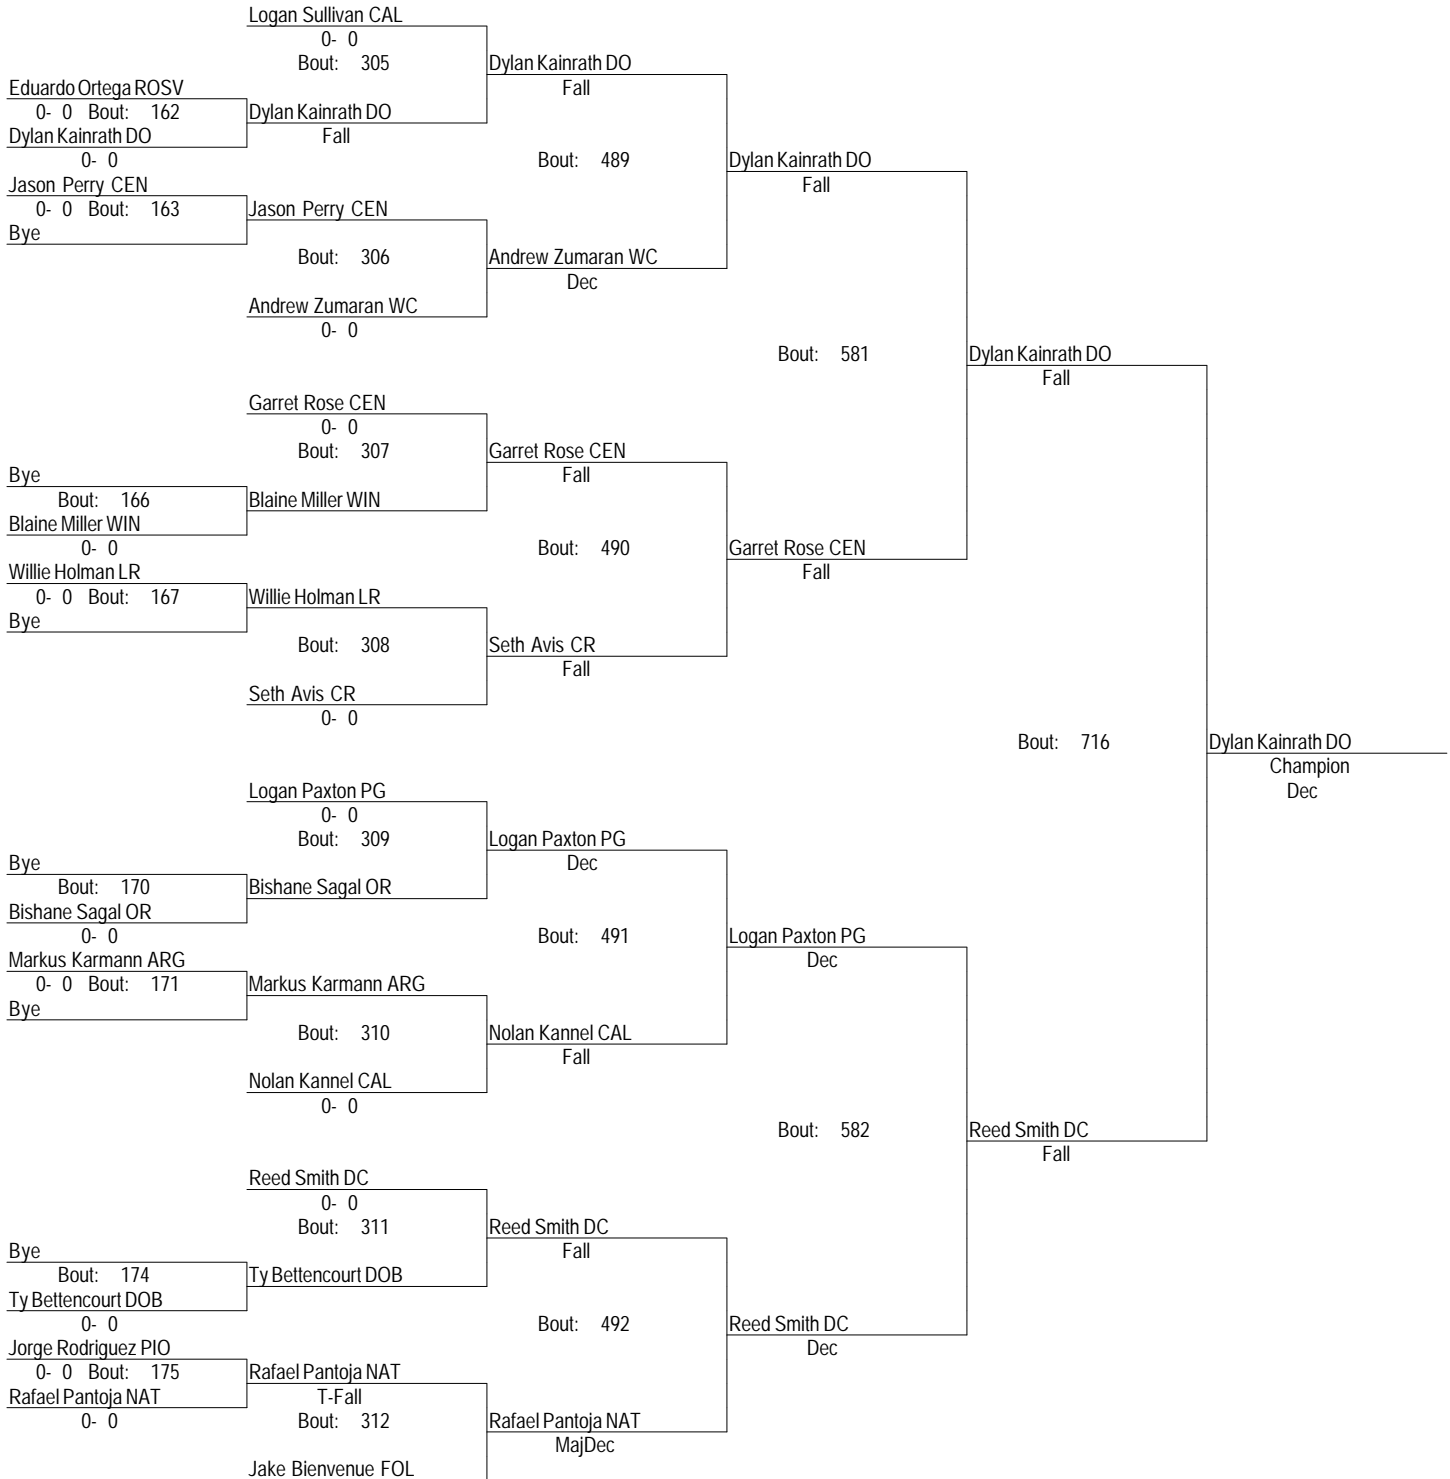 Logan Sullivan CAL
0- 0
Bout: 305
Dylan Kainrath DO
Fall
Eduardo Ortega ROSV
0- 0 Bout: 162
Dylan Kainrath DO
Fall
Dylan Kainrath DO
0- 0
Bout: 489
Dylan Kainrath DO
Fall
Jason Perry CEN
0- 0 Bout: 163
Jason Perry CEN
Bye
Bout: 306
Andrew Zumaran WC
Dec
Andrew Zumaran WC
0- 0
Bout: 581
Dylan Kainrath DO
Fall
Garret Rose CEN
0- 0
Bout: 307
Garret Rose CEN
Fall
Bye
Bout: 166
Blaine Miller WIN
Blaine Miller WIN
0- 0
Bout: 490
Garret Rose CEN
Fall
Willie Holman LR
0- 0 Bout: 167
Willie Holman LR
Bye
Bout: 308
Seth Avis CR
Fall
Seth Avis CR
0- 0
Bout: 716
Dylan Kainrath DO
Champion
Dec
Logan Paxton PG
0- 0
Bout: 309
Logan Paxton PG
Dec
Bye
Bout: 170
Bishane Sagal OR
Bishane Sagal OR
0- 0
Bout: 491
Logan Paxton PG
Dec
Markus Karmann ARG
0- 0 Bout: 171
Markus Karmann ARG
Bye
Bout: 310
Nolan Kannel CAL
Fall
Nolan Kannel CAL
0- 0
Bout: 582
Reed Smith DC
Fall
Reed Smith DC
0- 0
Bout: 311
Reed Smith DC
Fall
Bye
Bout: 174
Ty Bettencourt DOB
Ty Bettencourt DOB
0- 0
Bout: 492
Reed Smith DC
Dec
Jorge Rodriguez PIO
0- 0 Bout: 175
Rafael Pantoja NAT
T-Fall
Rafael Pantoja NAT
0- 0
Bout: 312
Rafael Pantoja NAT
MajDec
Jake Bienvenue FOL